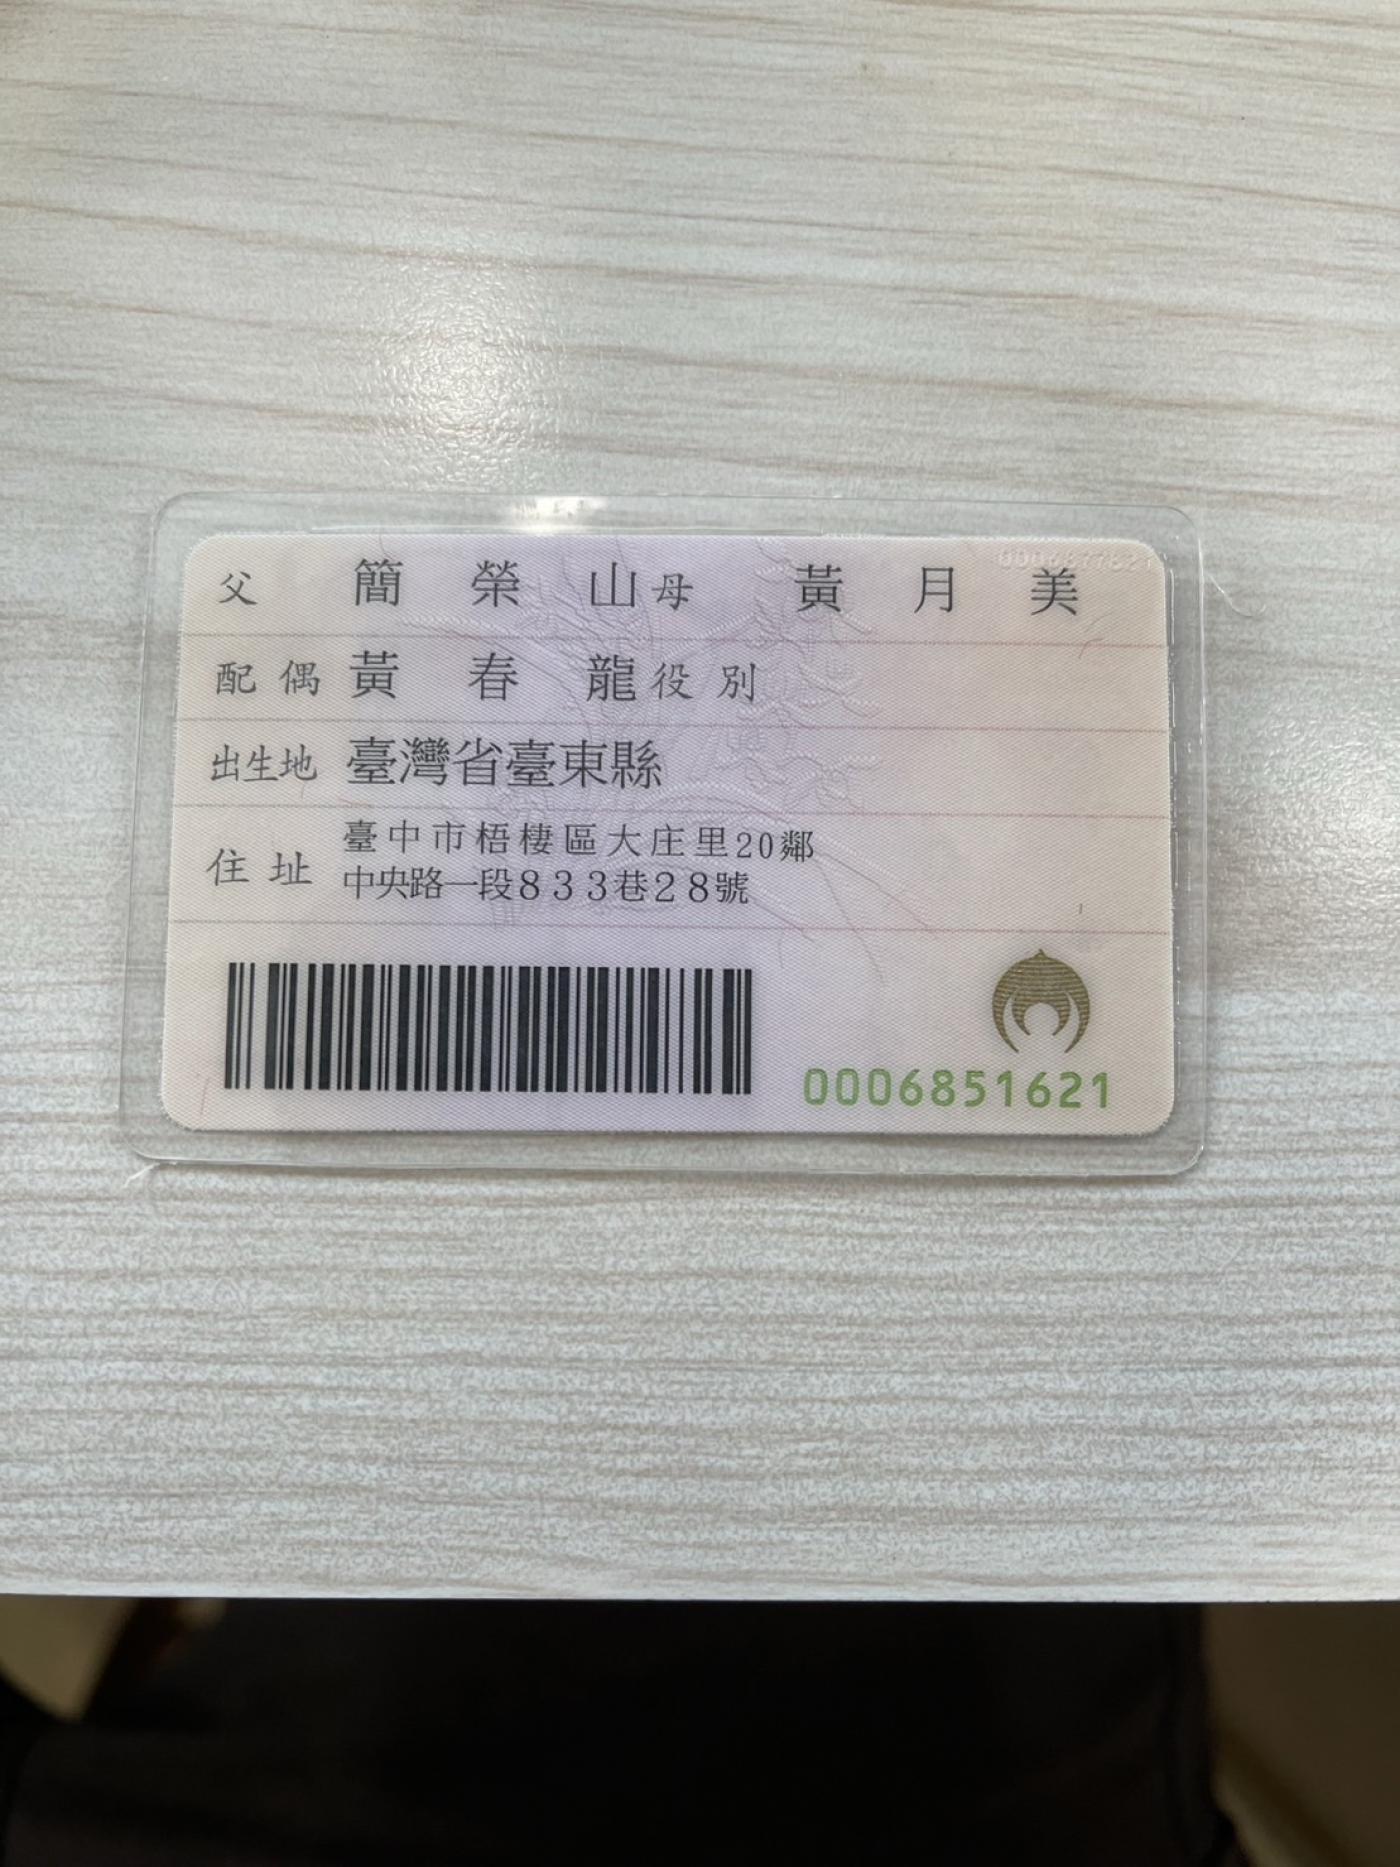 父 簡榮山 母 黃月美
配偶 黃春龍 役別
出生地 臺灣省臺東縣
住址 臺中市梧棲區大庄里20鄰
中央路一段833巷28號
0006851621